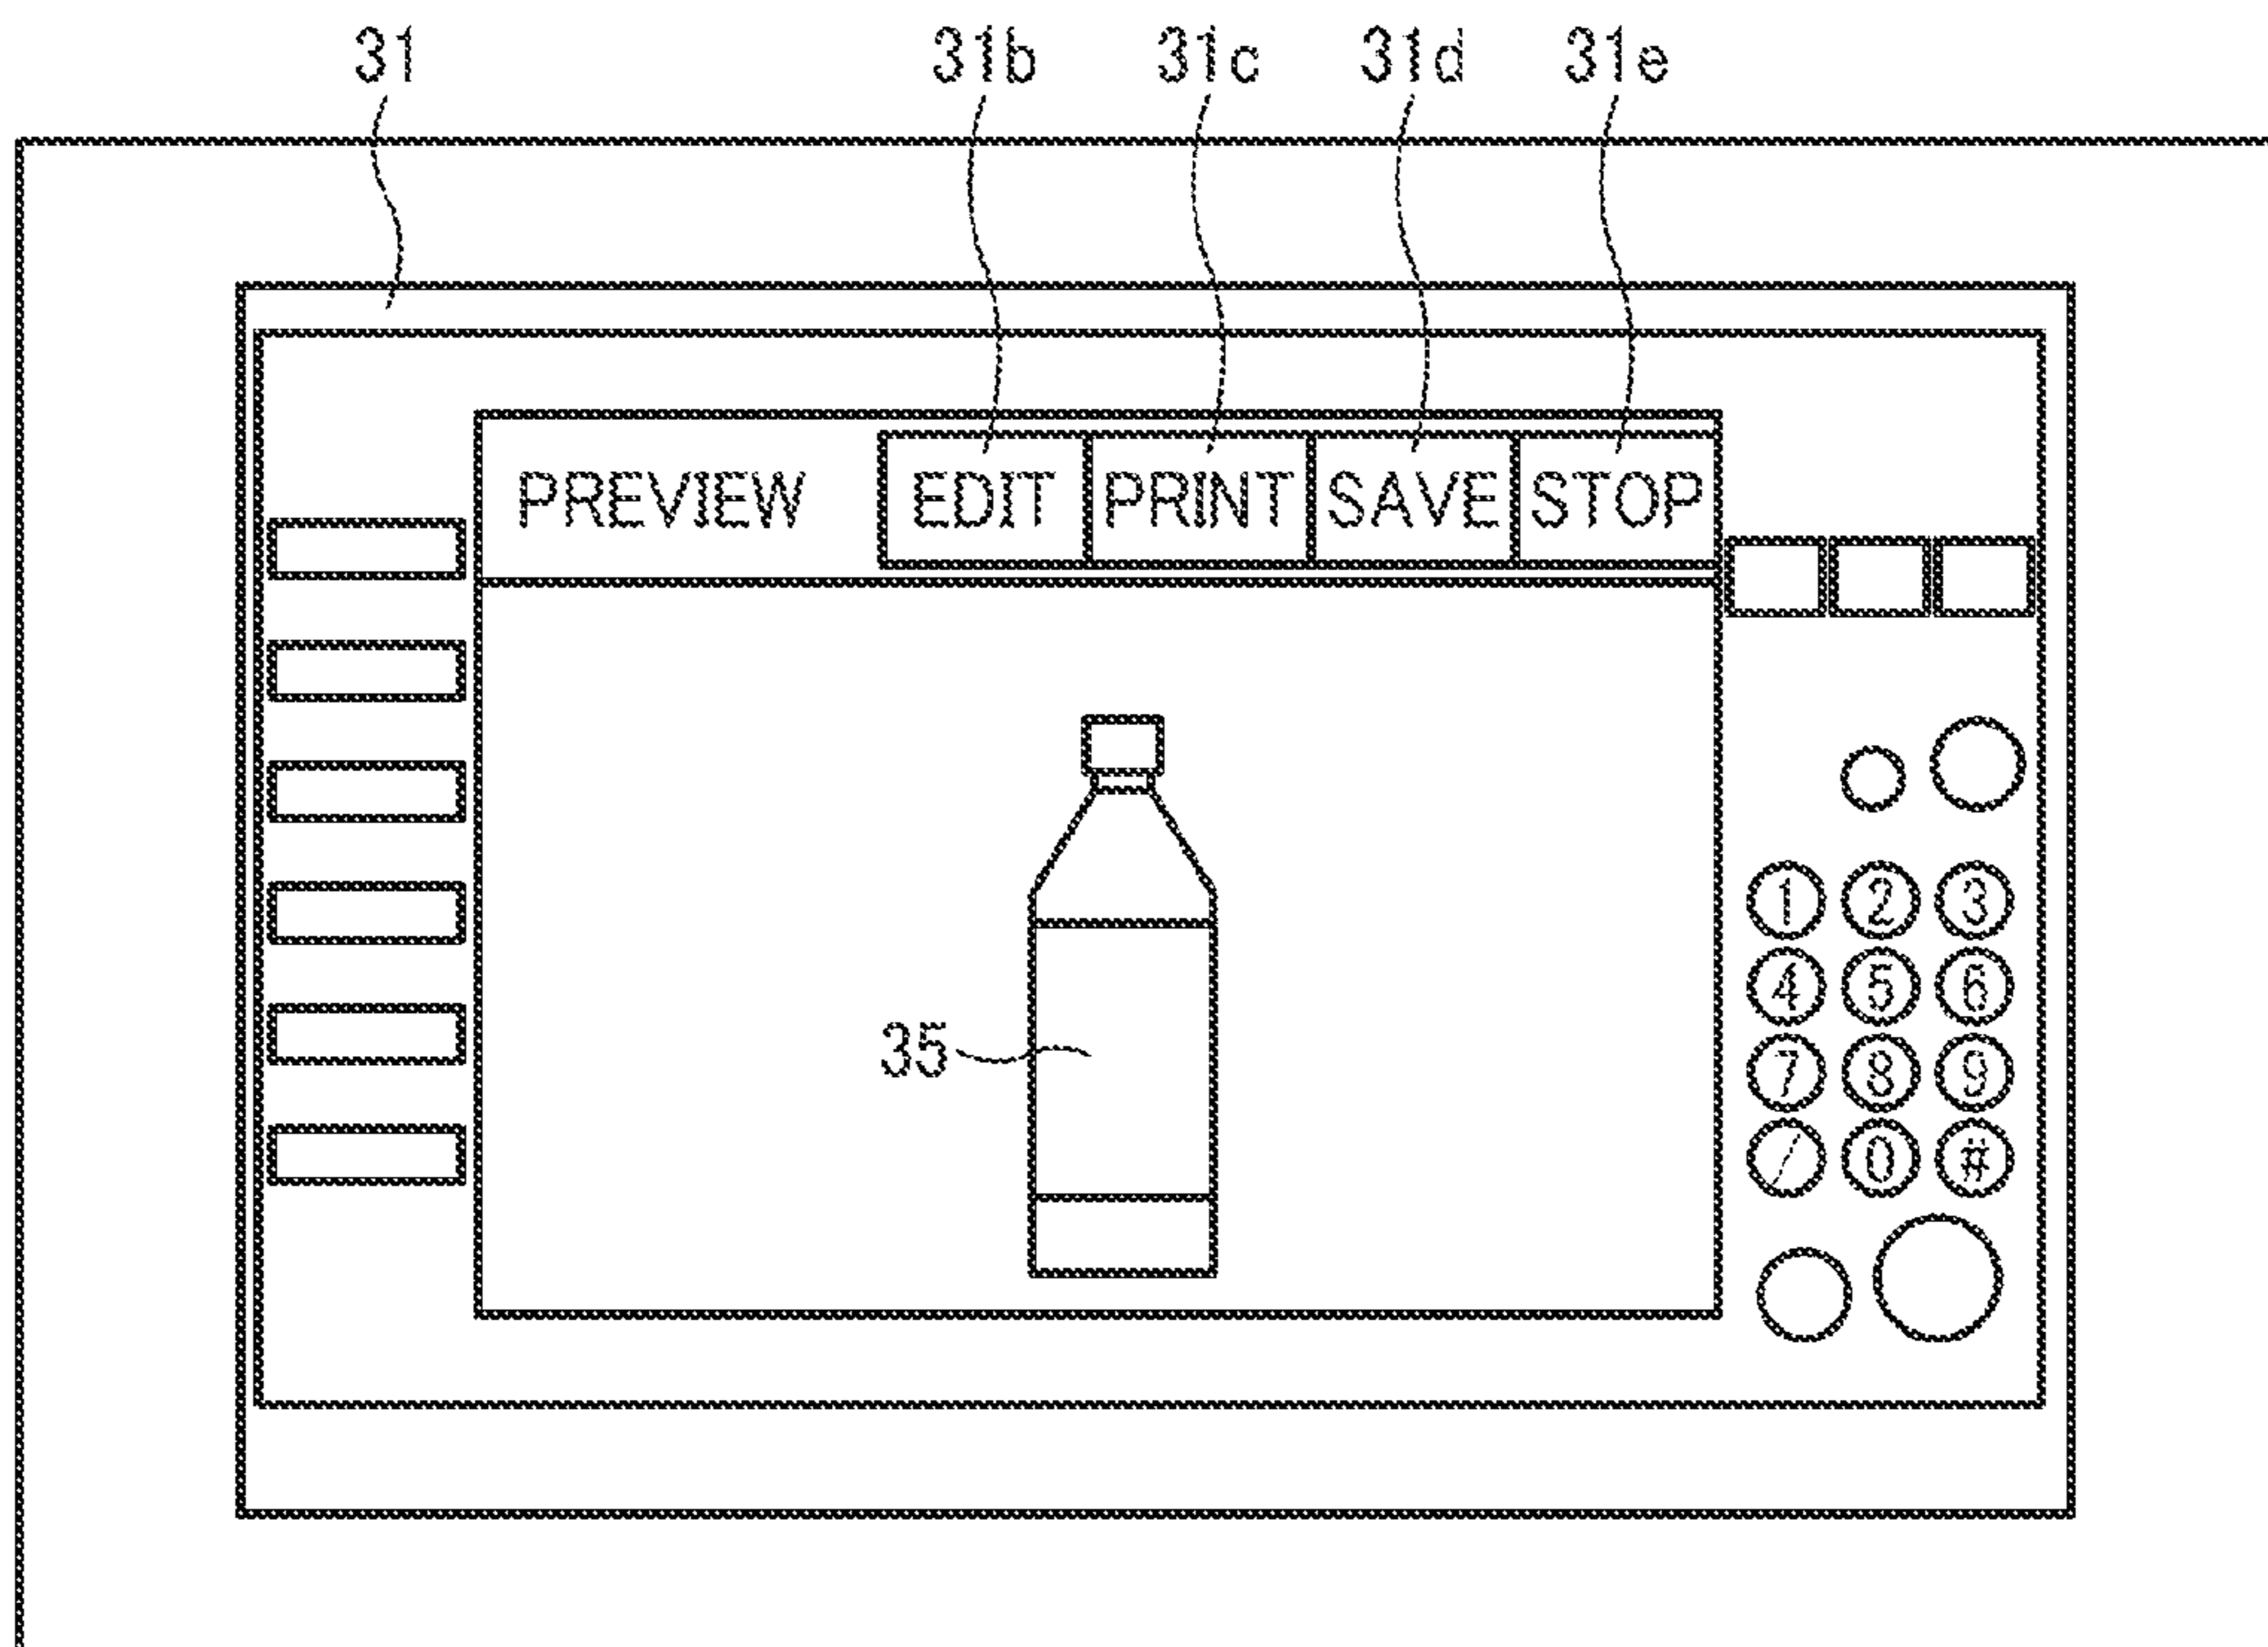 31 31b 31c 31d 31e
PREVIEW EDIT PRINT SAVE STOP
1 2 3
4 5 6
35
7 8 9
/ 0 #